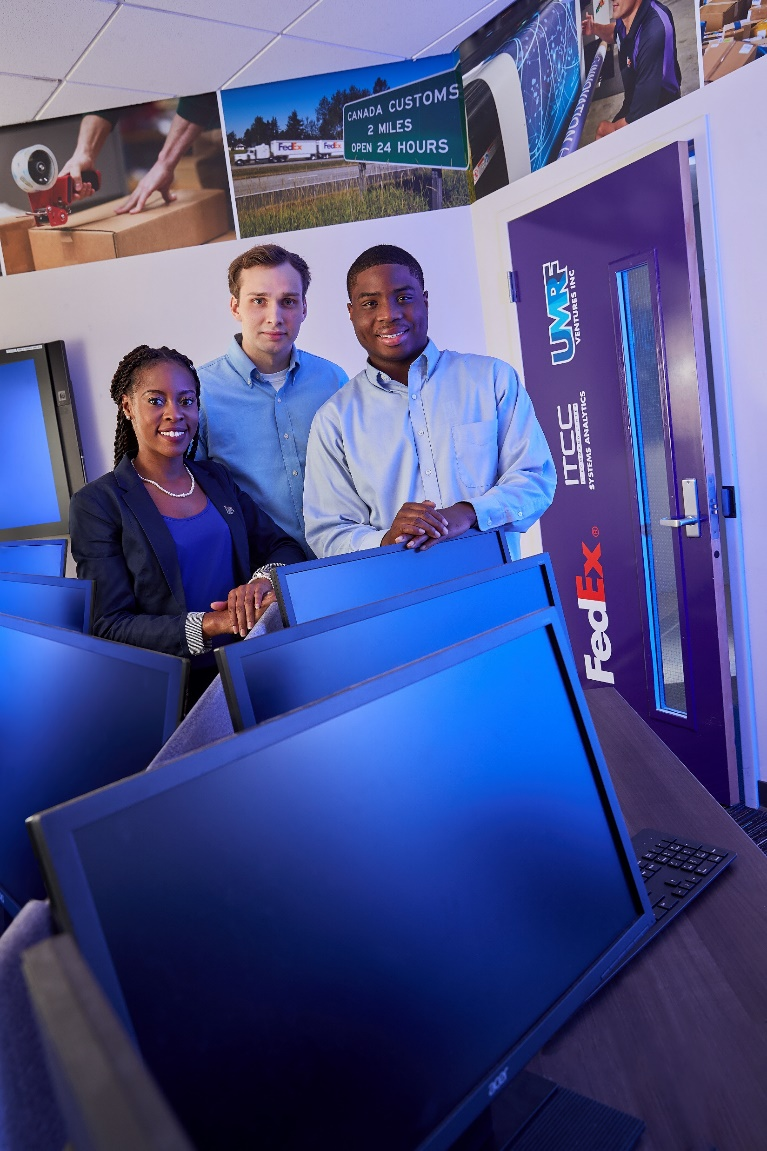 CANADA CUSTOMS
2 MILES
OPEN 24 HOURS
FedEx
UMRF
VENTURES INC
ITCC
SYSTEMS ANALYTICS
FedEx®
acer